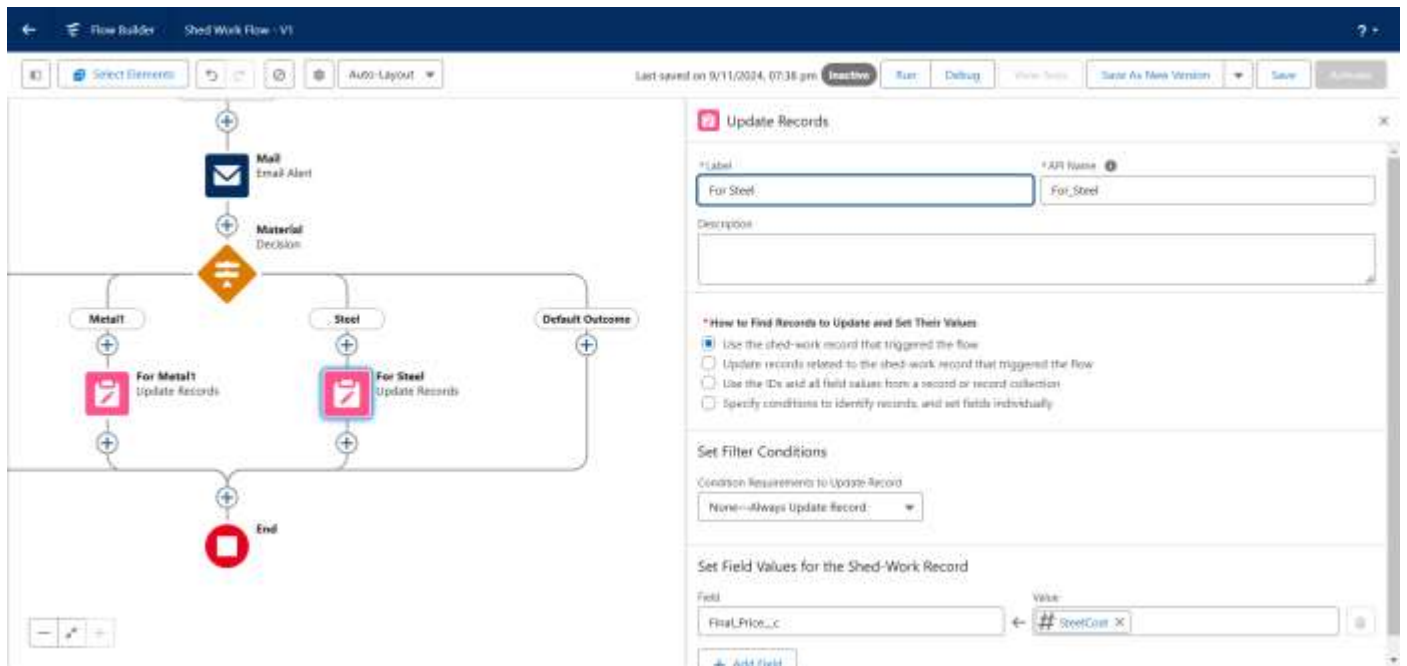 Flow Builder Shed Work Flow - V1 ?
Select Elements Auto-Layout Last saved on 9/11/2024, 07:38 pm Inactive Run Debug Save As New Version Save
Update Records
Mail
Email Alert
*Label *API Name
For Steel For_Steel
Description
Material
Decision
Metal1 Steel Default Outcome
*How to Find Records to Update and Set Their Values
Use the shed-work record that triggered the flow
Update records related to the shed-work record that triggered the flow
Use the IDs and all field values from a record or record collection
Specify conditions to identify records, and set fields individually
For Metal1
Update Records
For Steel
Update Records
Set Filter Conditions
Condition Requirements to Update Record
None—Always Update Record
End
Set Field Values for the Shed-Work Record
Field Value
Final_Price__c ← SteelCost ×
+ Add Field